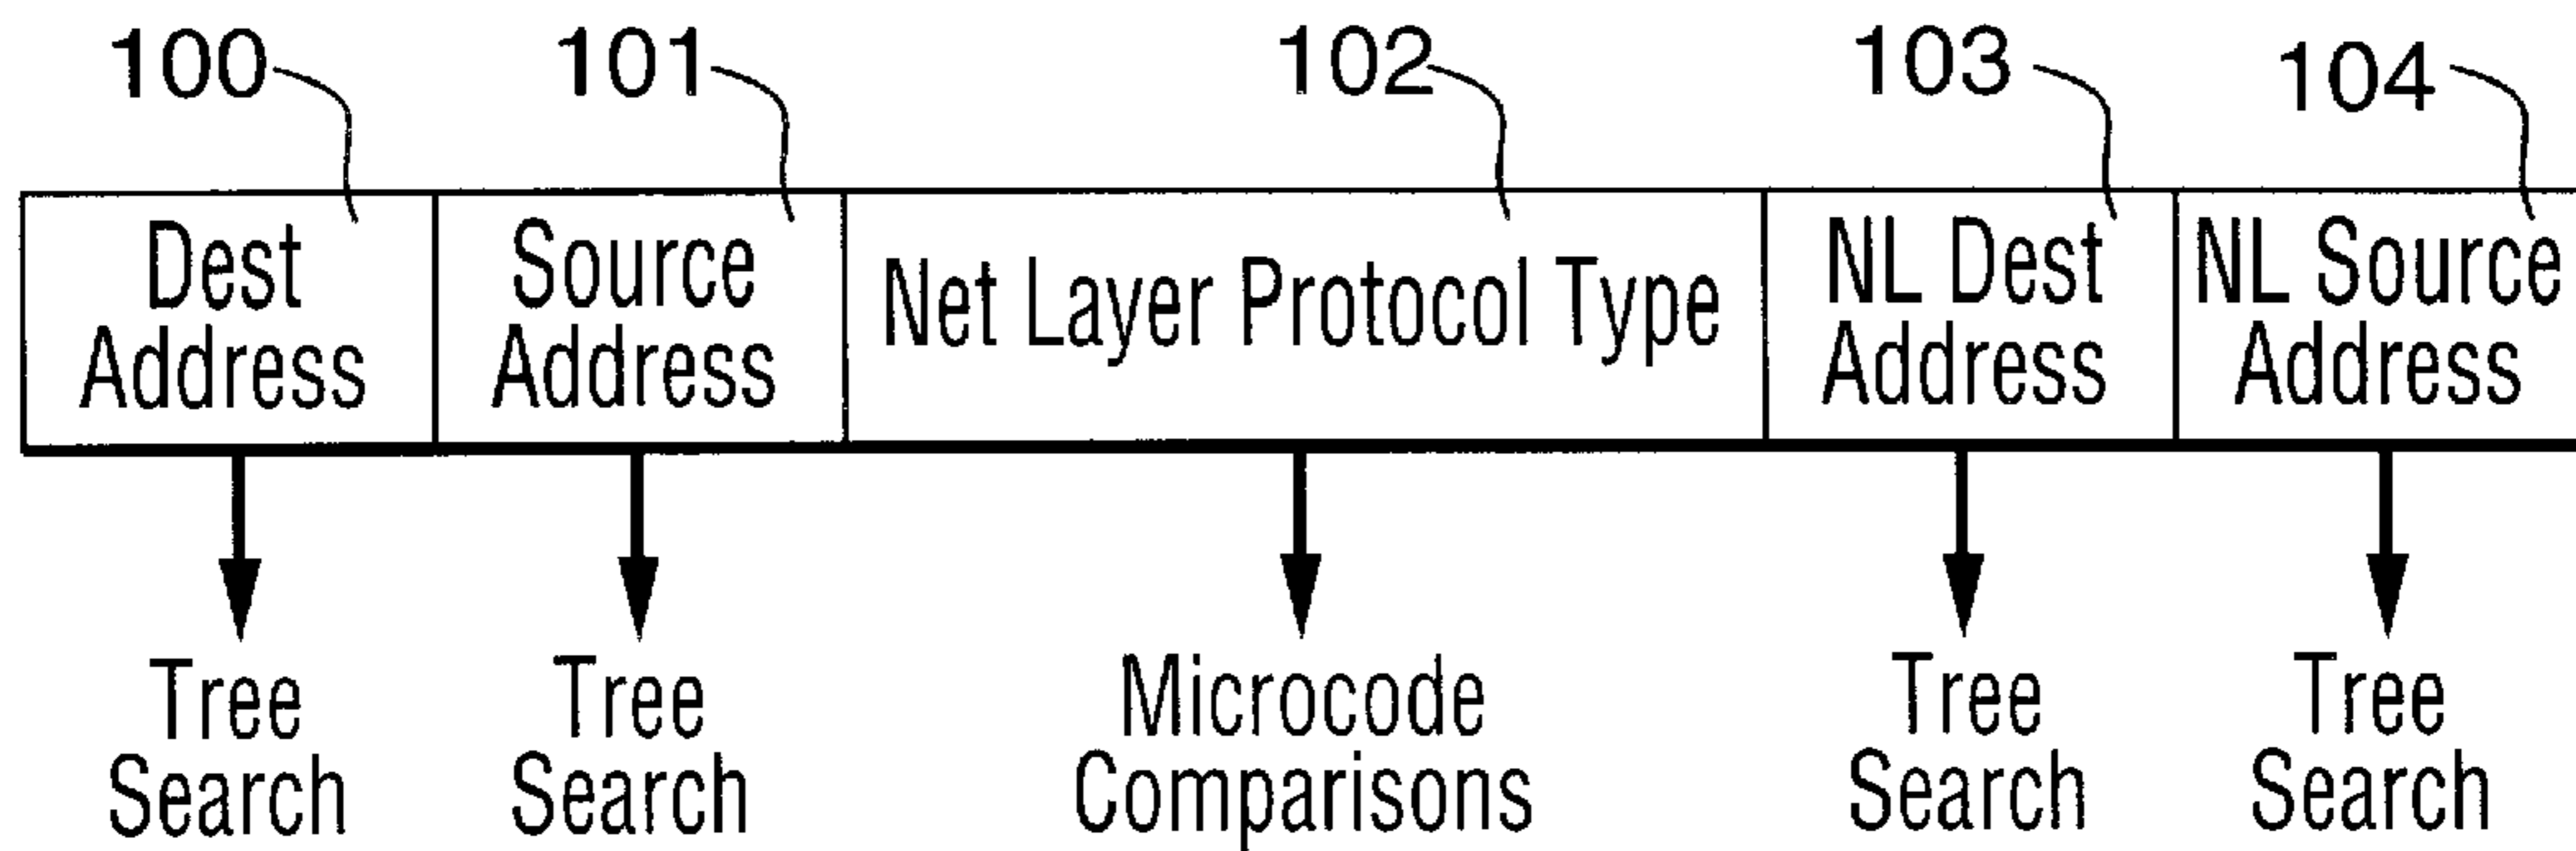 100
101
102
103
104
Dest
Address
Source
Address
Net Layer Protocol Type
NL Dest
Address
NL Source
Address
Tree
Search
Tree
Search
Microcode
Comparisons
Tree
Search
Tree
Search